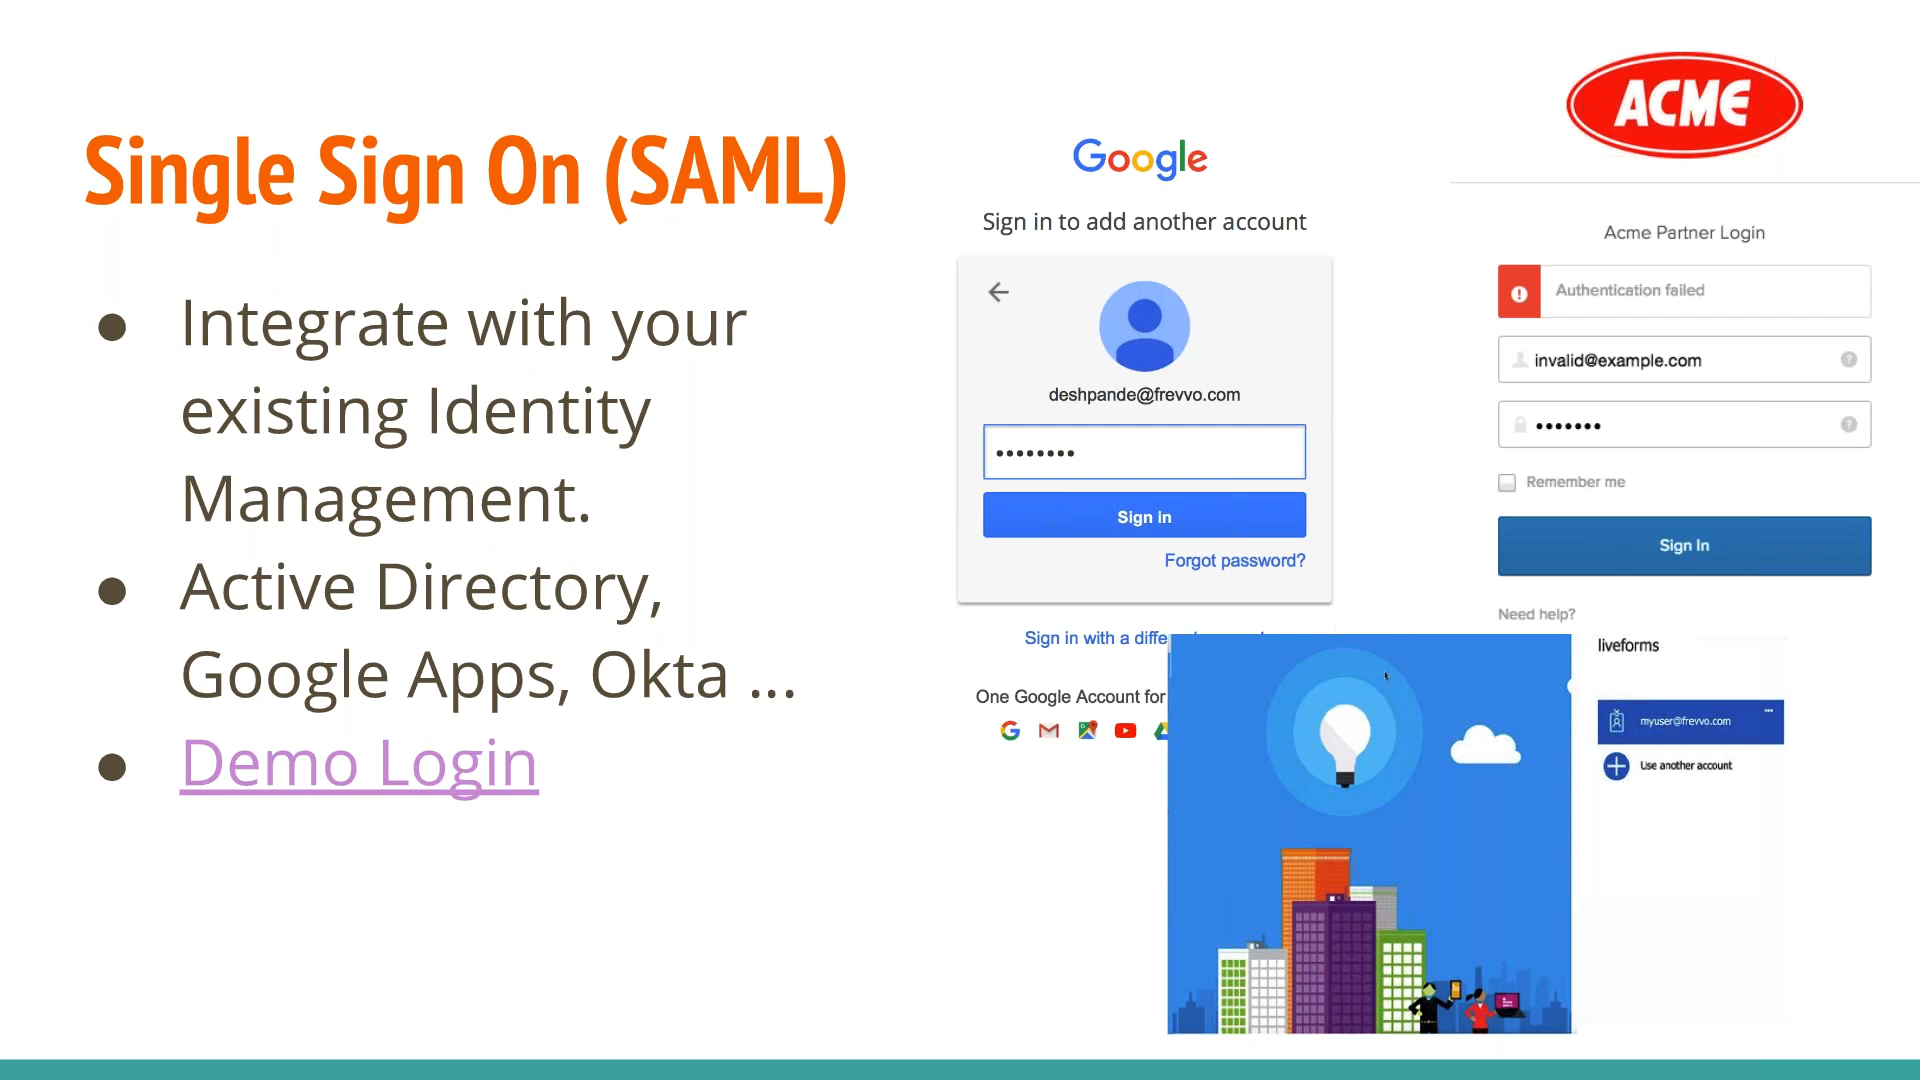 Single Sign On (SAML)
● Integrate with your
existing Identity
Management.
● Active Directory,
Google Apps, Okta ...
● Demo Login
Google
Sign in to add another account
deshpande@frevvo.com
••••••••
Sign in
Forgot password?
Sign in with a diffe
One Google Account for
ACME
Acme Partner Login
Authentication failed
invalid@example.com
•••••••
Remember me
Sign In
Need help?
liveforms
myuser@frevvo.com
Use another account